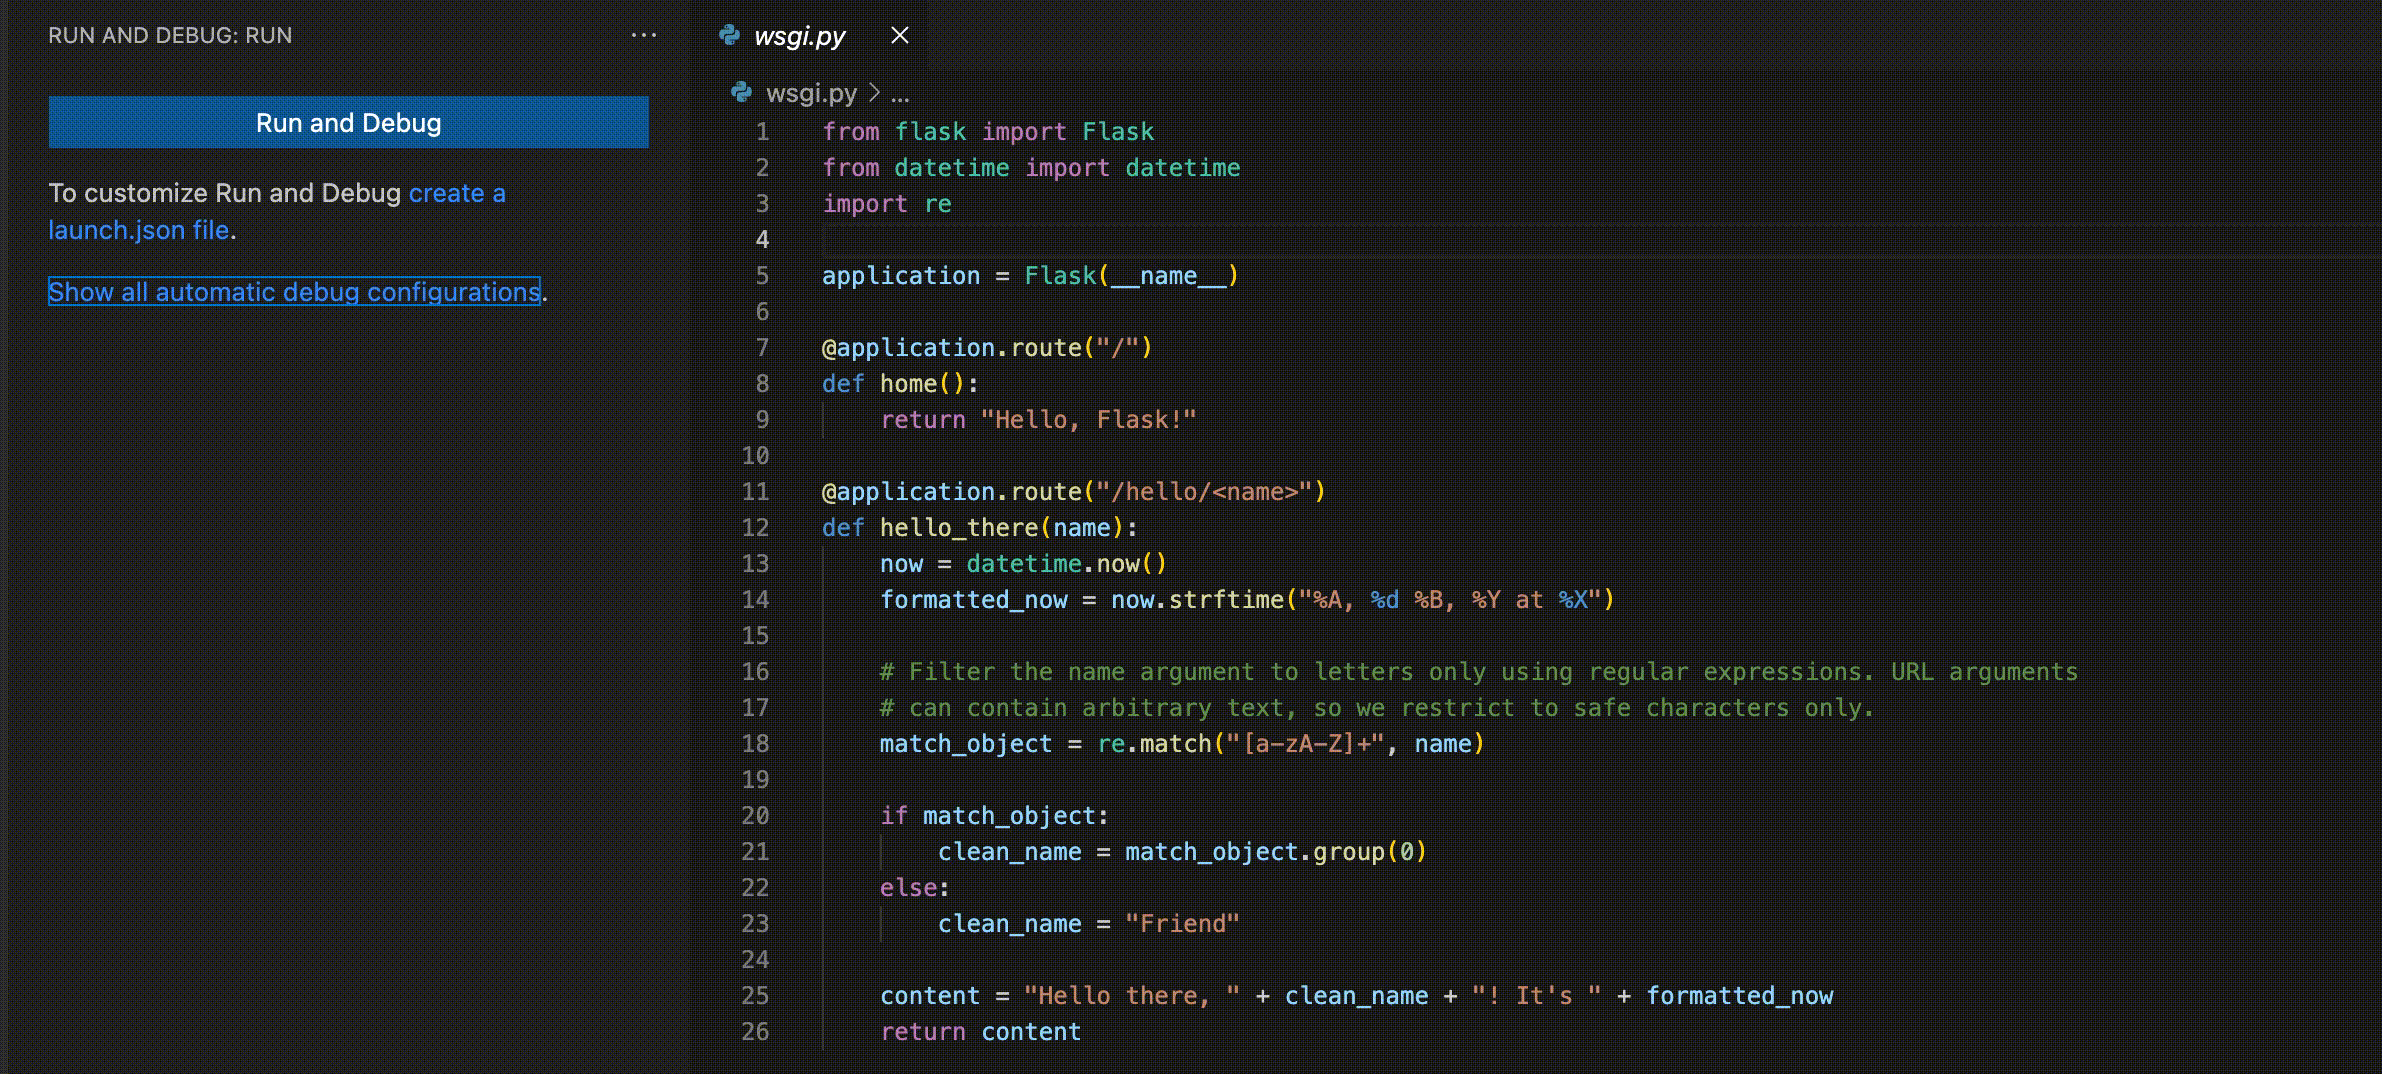 RUN AND DEBUG: RUN
Run and Debug
To customize Run and Debug create a
launch.json file.
Show all automatic debug configurations.
wsgi.py
wsgi.py > ...
1 from flask import Flask
2 from datetime import datetime
3 import re
4
5 application = Flask(__name__)
6
7 @application.route("/")
8 def home():
9     return "Hello, Flask!"
10
11 @application.route("/hello/<name>")
12 def hello_there(name):
13     now = datetime.now()
14     formatted_now = now.strftime("%A, %d %B, %Y at %X")
15
16     # Filter the name argument to letters only using regular expressions. URL arguments
17     # can contain arbitrary text, so we restrict to safe characters only.
18     match_object = re.match("[a-zA-Z]+", name)
19
20     if match_object:
21         clean_name = match_object.group(0)
22     else:
23         clean_name = "Friend"
24
25     content = "Hello there, " + clean_name + "! It's " + formatted_now
26     return content